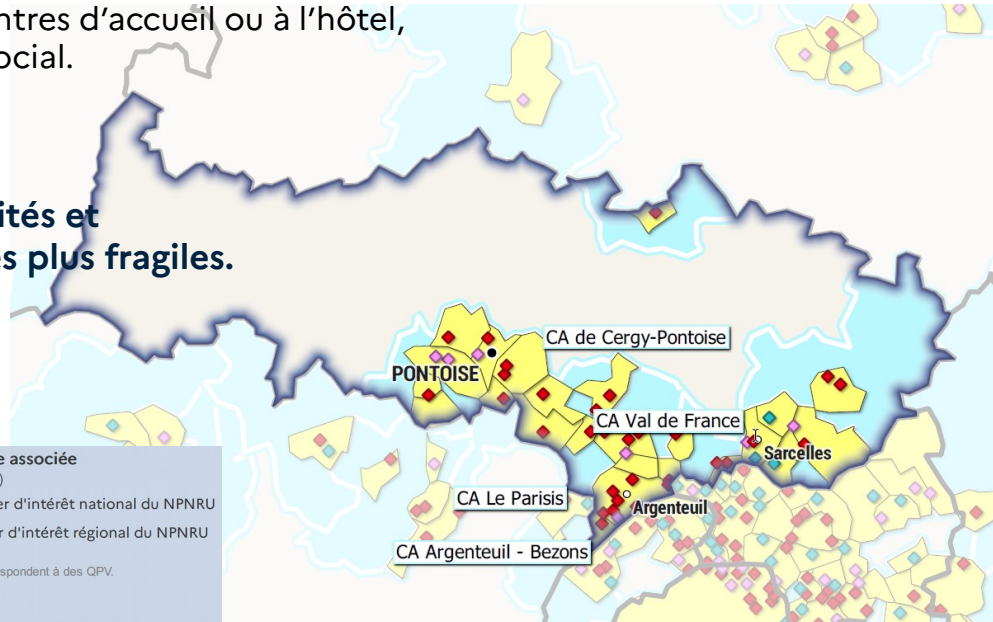 ntres d'accueil ou à l'hôtel,
ocial.
ités et
s plus fragiles.
CA de Cergy-Pontoise
PONTOISE
CA Val de France
Sarcelles
CA Le Parisis
Argenteuil
CA Argenteuil - Bezons
e associée
)
er d'intérêt national du NPNRU
r d'intérêt régional du NPNRU
spondent à des QPV.